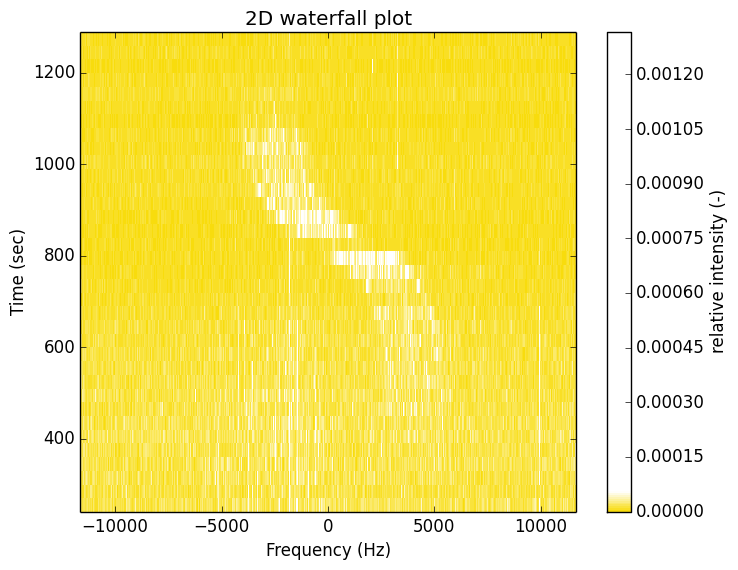 2D waterfall plot
1200
1000
800
600
400
Time (sec)
−10000 −5000 0 5000 10000
Frequency (Hz)
0.00120
0.00105
0.00090
0.00075
0.00060
0.00045
0.00030
0.00015
0.00000
relative intensity (-)